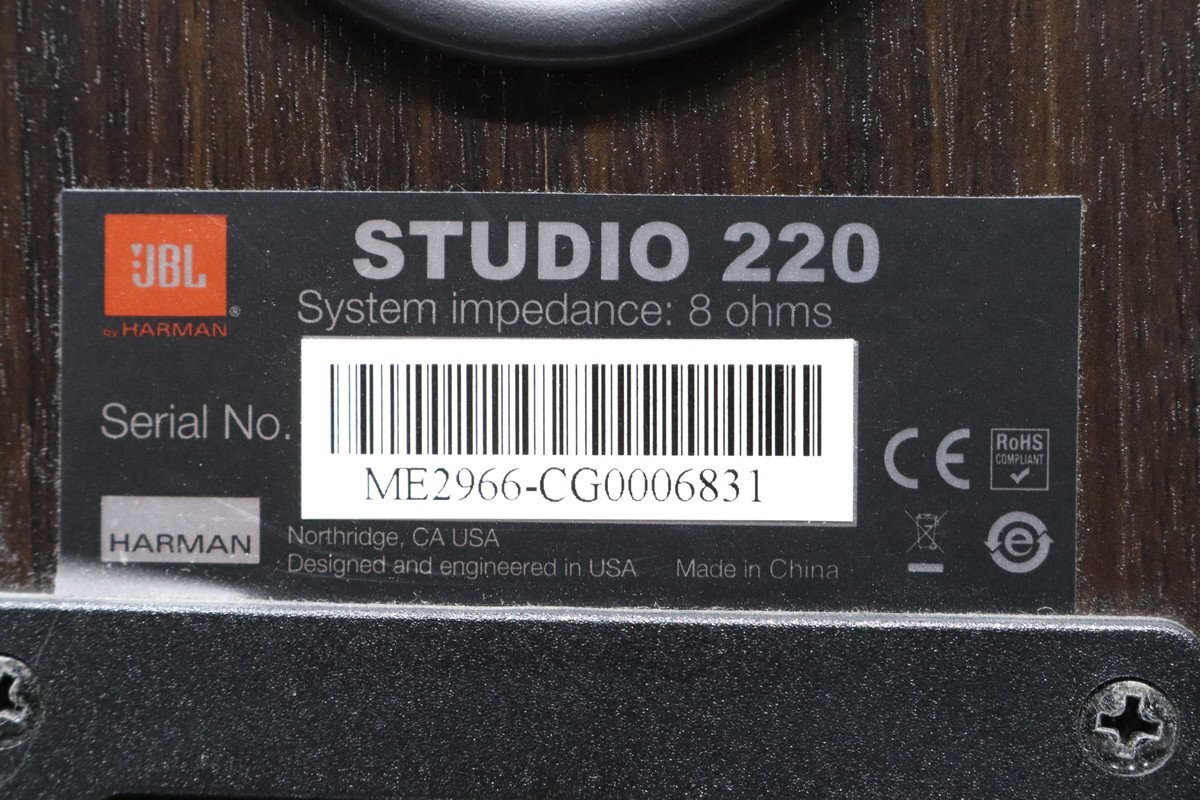 JBL
®
by HARMAN
STUDIO 220
System impedance: 8 ohms
Serial No.
ME2966-CG0006831
CE
RoHS
COMPLIANT
HARMAN
Northridge, CA USA
Designed and engineered in USA Made in China
e